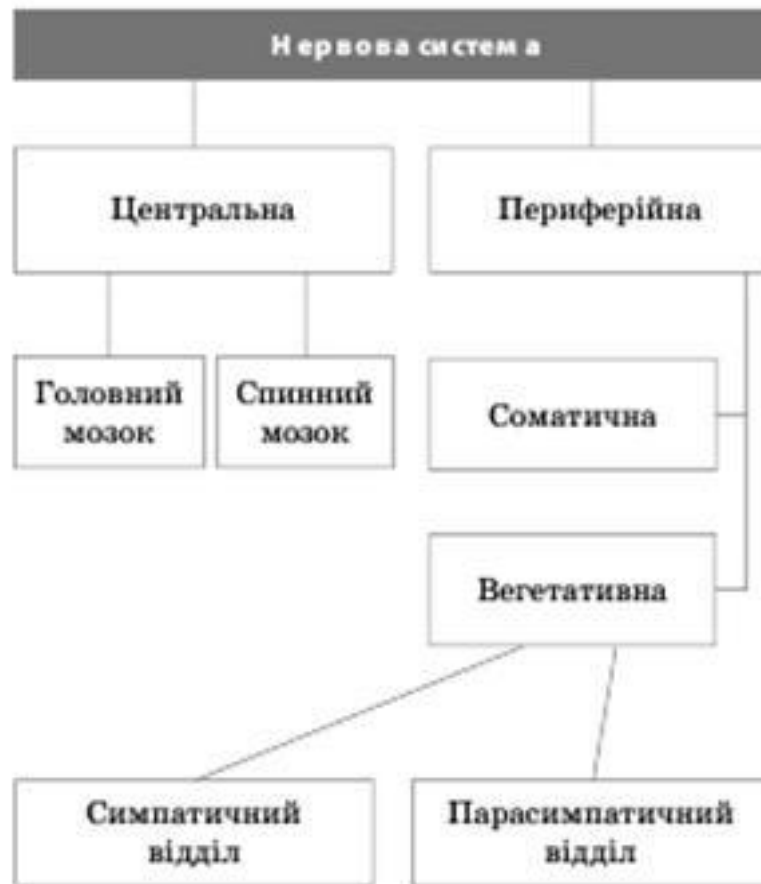 Нервова система
Центральна
Периферійна
Головний
мозок
Спинний
мозок
Соматична
Вегетативна
Симпатичний
відділ
Парасимпатичний
відділ